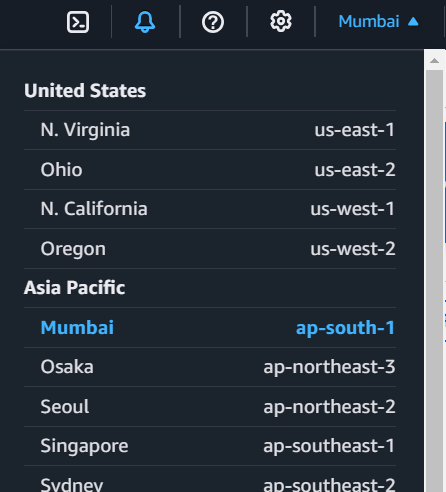 Mumbai ▲
United States
N. Virginia us-east-1
Ohio us-east-2
N. California us-west-1
Oregon us-west-2
Asia Pacific
Mumbai ap-south-1
Osaka ap-northeast-3
Seoul ap-northeast-2
Singapore ap-southeast-1
Sydney ap-southeast-2